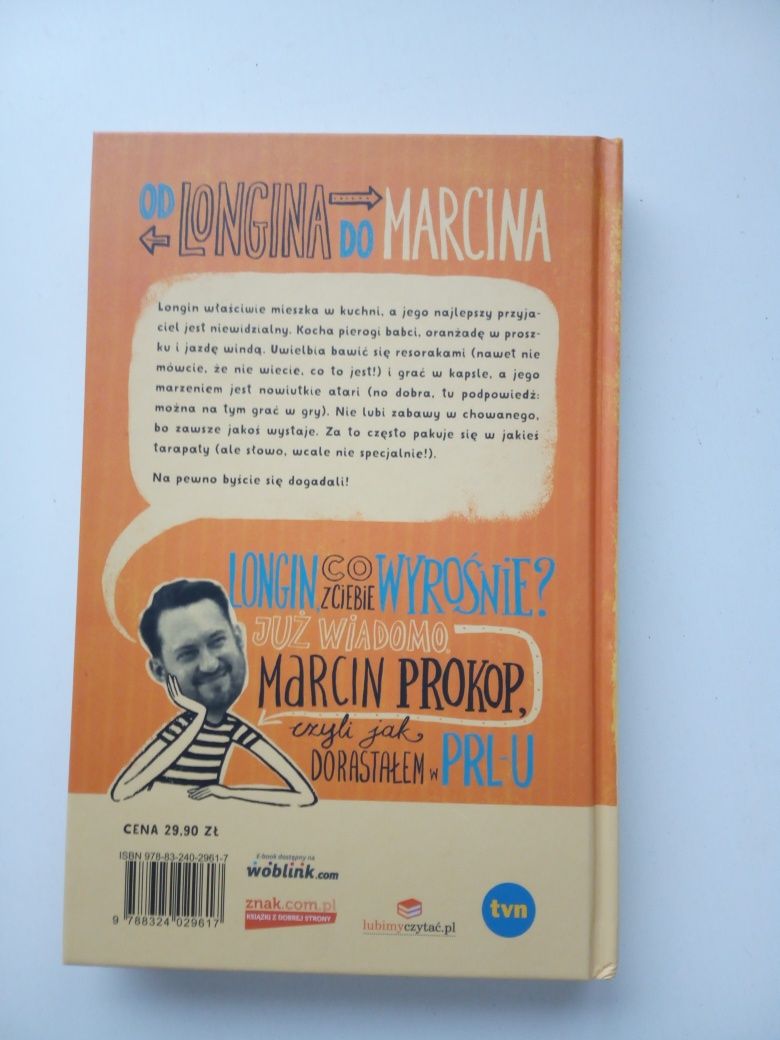 OD LONGINA DO MARCINA
Longin właściwie mieszka w kuchni, a jego najlepszy przyja-
ciel jest niewidzialny. Kocha pierogi babci, oranżadę w prosz-
ku i jazdę windą. Uwielbia bawić się resorakami (nawet nie
mówcie, że nie wiecie, co to jest!) i grać w kapsle, a jego
marzeniem jest nowiutkie atari (no dobra, tu podpowiedź:
można na tym grać w gry). Nie lubi zabawy w chowanego,
bo zawsze jakoś wystaje. Za to często pakuje się w jakieś
tarapaty (ale słowo, wcale nie specjalnie!).
Na pewno byście się dogadali!
LONGIN, CO Z CIEBIE WYROŚNIE?
JUŻ WIADOMO.
MARCIN PROKOP,
czyli jak
DORASTAŁEM W PRL-U
CENA 29,90 ZŁ
ISBN 978-83-240-2961-7
9 788324 029617
E-book dostępny na
woblink.com
znak.com.pl
KSIĄŻKI Z DOBREJ STRONY
lubimyczytać.pl
tvn